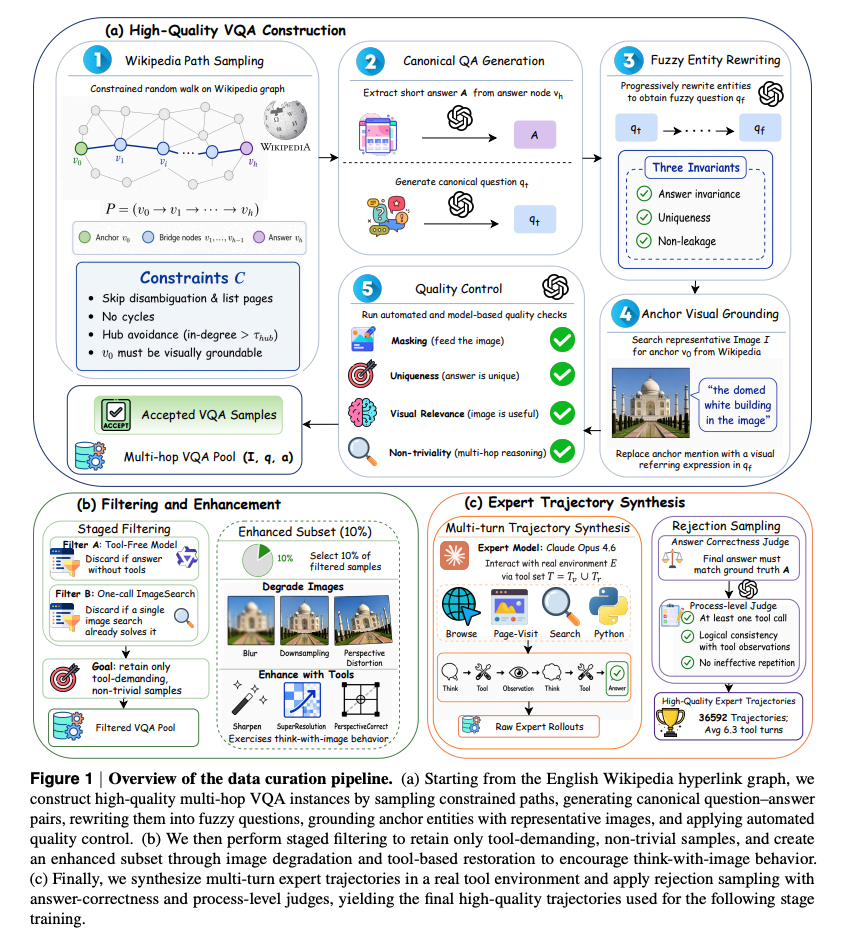 (a) High-Quality VQA Construction
1
Wikipedia Path Sampling
Constrained random walk on Wikipedia graph
WIKIPEDIA
v₀
v₁
vᵢ
...
vₕ
P = (v₀ → v₁ → ⋯ → vₕ)
Anchor v₀
Bridge nodes v₁,...,vₕ₋₁
Answer vₕ
Constraints C
• Skip disambiguation & list pages
• No cycles
• Hub avoidance (in-degree > τₕᵤb)
• v₀ must be visually groundable
2
Canonical QA Generation
Extract short answer A from answer node vₕ
A
Generate canonical question qₜ
qₜ
3
Fuzzy Entity Rewriting
Progressively rewrite entities
to obtain fuzzy question q_f
qₜ
q_f
Three Invariants
Answer invariance
Uniqueness
Non-leakage
4
Anchor Visual Grounding
Search representative Image I
for anchor v₀ from Wikipedia
"the domed
white building
in the image"
Replace anchor mention with a visual
referring expression in q_f
5
Quality Control
Run automated and model-based quality checks
Masking (feed the image)
Uniqueness (answer is unique)
Visual Relevance (image is useful)
Non-triviality (multi-hop reasoning)
ACCEPT
Accepted VQA Samples
Multi-hop VQA Pool (I, q, a)
(b) Filtering and Enhancement
Staged Filtering
Filter A: Tool-Free Model
Discard if answer
without tools
Filter B: One-call ImageSearch
Discard if a single
image search
already solves it
Goal: retain only
tool-demanding,
non-trivial samples
Filtered VQA Pool
Enhanced Subset (10%)
10%
Select 10% of
filtered samples
Degrade Images
Blur
Downsampling
Perspective
Distortion
Enhance with Tools
Sharpen
SuperResolution
PerspectiveCorrect
Exercises think-with-image behavior,
(c) Expert Trajectory Synthesis
Multi-turn Trajectory Synthesis
Expert Model: Claude Opus 4.6
Interact with real environment E
via tool set T = Tᵥ ∪ Tᵣ
Browse
Page-Visit
Search
Python
Think
Tool
Observation
Think
Tool
Answer
Raw Expert Rollouts
Rejection Sampling
Answer Correctness Judge
Final answer must
match ground truth A
Process-level Judge
At least one tool call
Logical consistency
with tool observations
No ineffective repetition
High-Quality Expert Trajectories
36592 Trajectories;
Avg 6.3 tool turns
Figure 1 | Overview of the data curation pipeline. (a) Starting from the English Wikipedia hyperlink graph, we
construct high-quality multi-hop VQA instances by sampling constrained paths, generating canonical question–answer
pairs, rewriting them into fuzzy questions, grounding anchor entities with representative images, and applying automated
quality control. (b) We then perform staged filtering to retain only tool-demanding, non-trivial samples, and create
an enhanced subset through image degradation and tool-based restoration to encourage think-with-image behavior.
(c) Finally, we synthesize multi-turn expert trajectories in a real tool environment and apply rejection sampling with
answer-correctness and process-level judges, yielding the final high-quality trajectories used for the following stage
training.